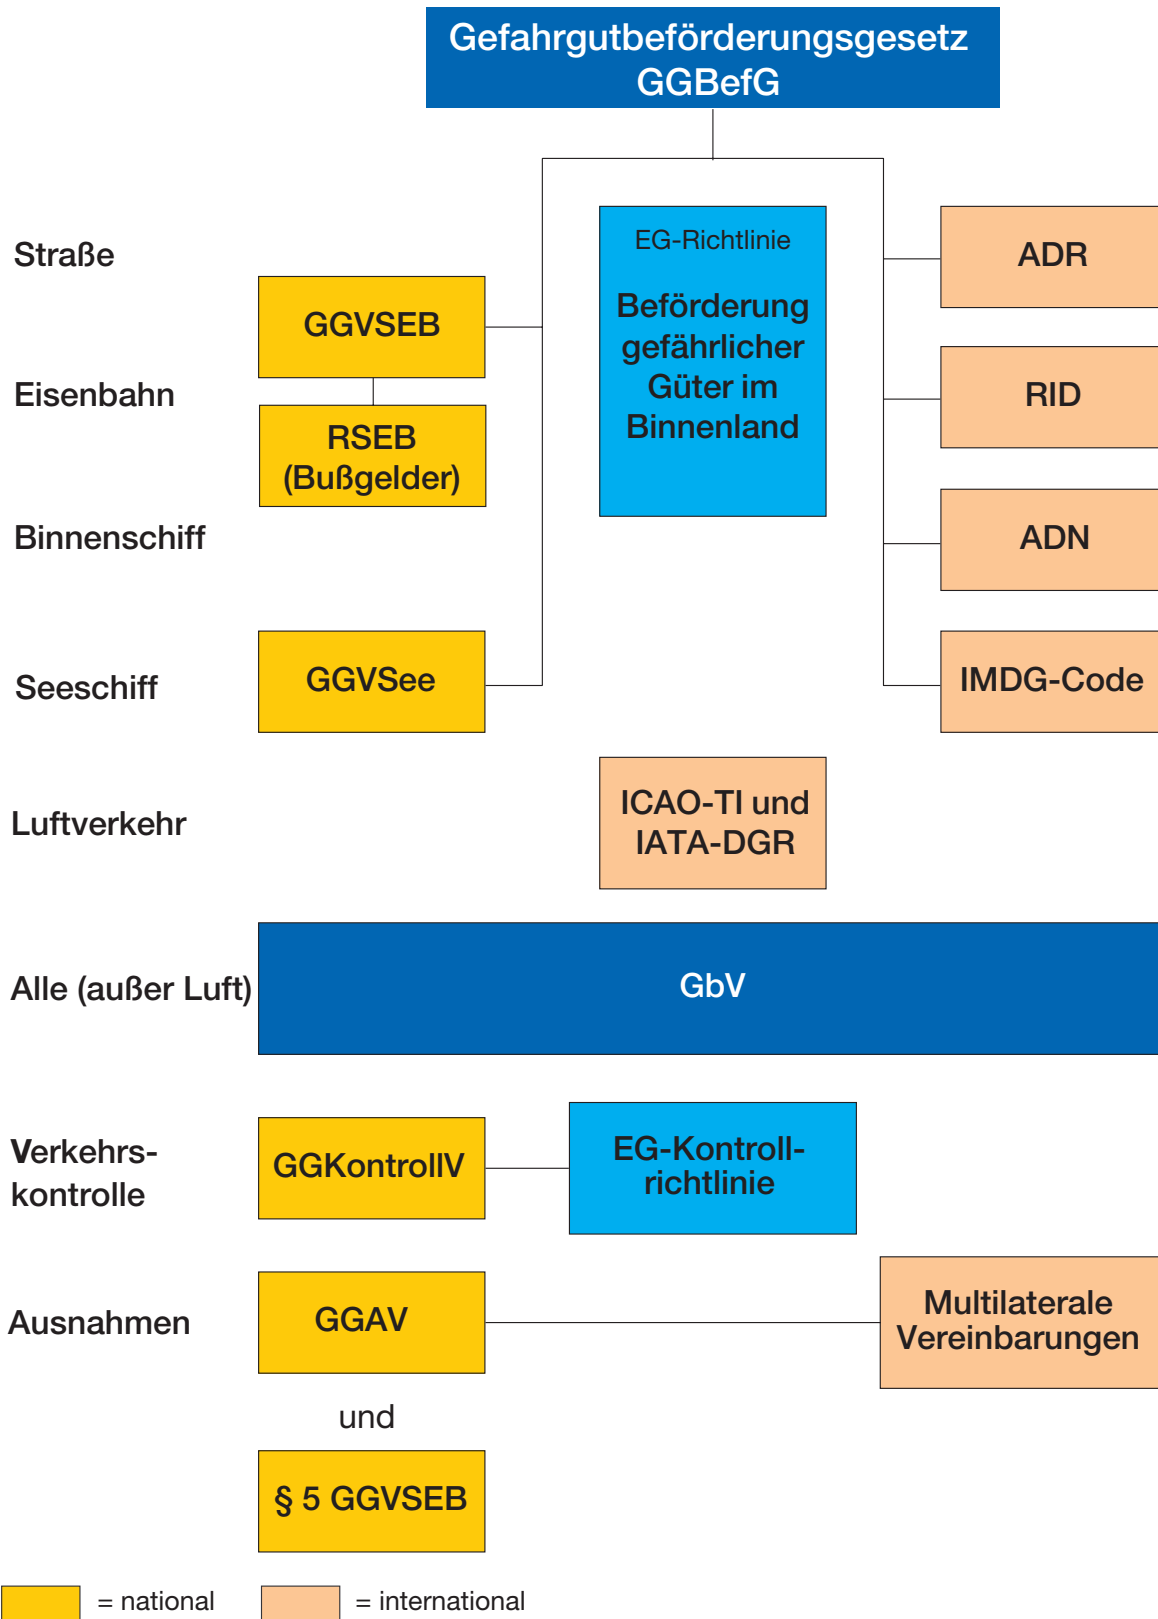 Gefahrgutbeförderungsgesetz
GGBefG
Straße
EG-Richtlinie
ADR
GGVSEB
Beförderung
gefährlicher
Güter im
Binnenland
Eisenbahn
RID
RSEB
(Bußgelder)
Binnenschiff
ADN
Seeschiff
GGVSee
IMDG-Code
Luftverkehr
ICAO-TI und
IATA-DGR
Alle (außer Luft)
GbV
Verkehrs-
kontrolle
GGKontrollV
EG-Kontroll-
richtlinie
Ausnahmen
GGAV
Multilaterale
Vereinbarungen
und
§ 5 GGVSEB
= national
= international